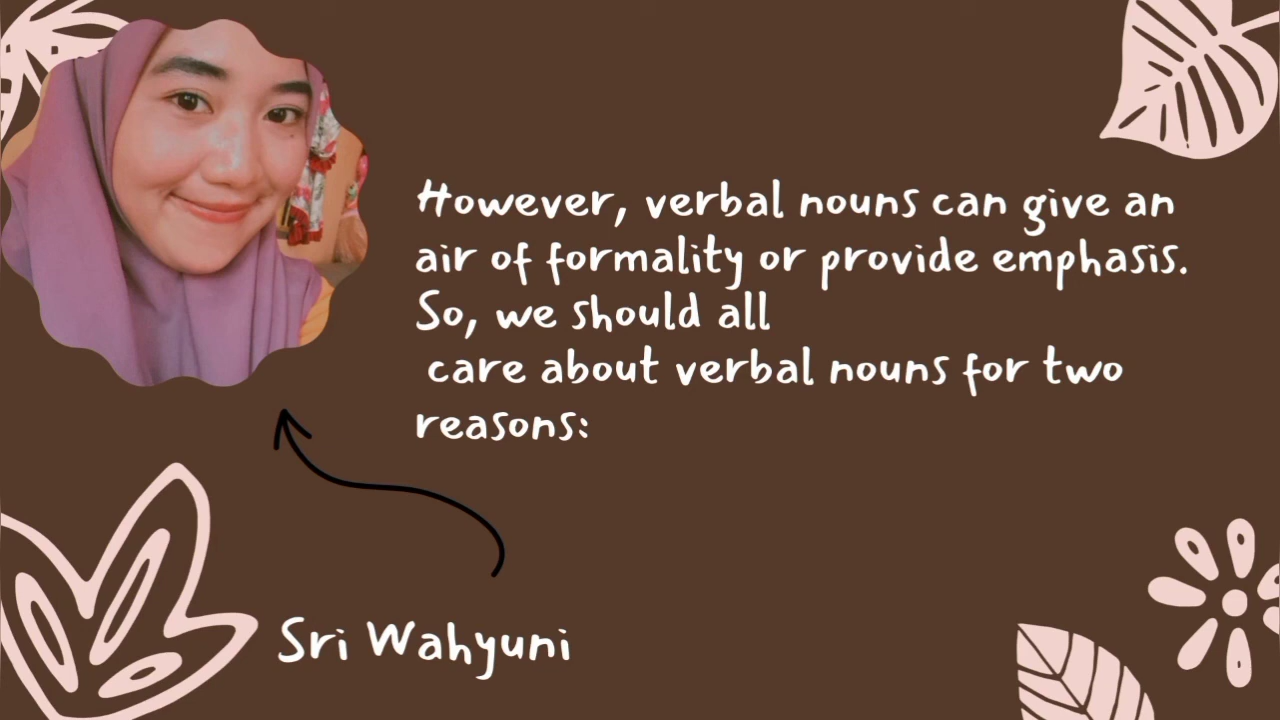 However, verbal nouns can give an
air of formality or provide emphasis.
So, we should all
care about verbal nouns for two
reasons:
Sri Wahyuni